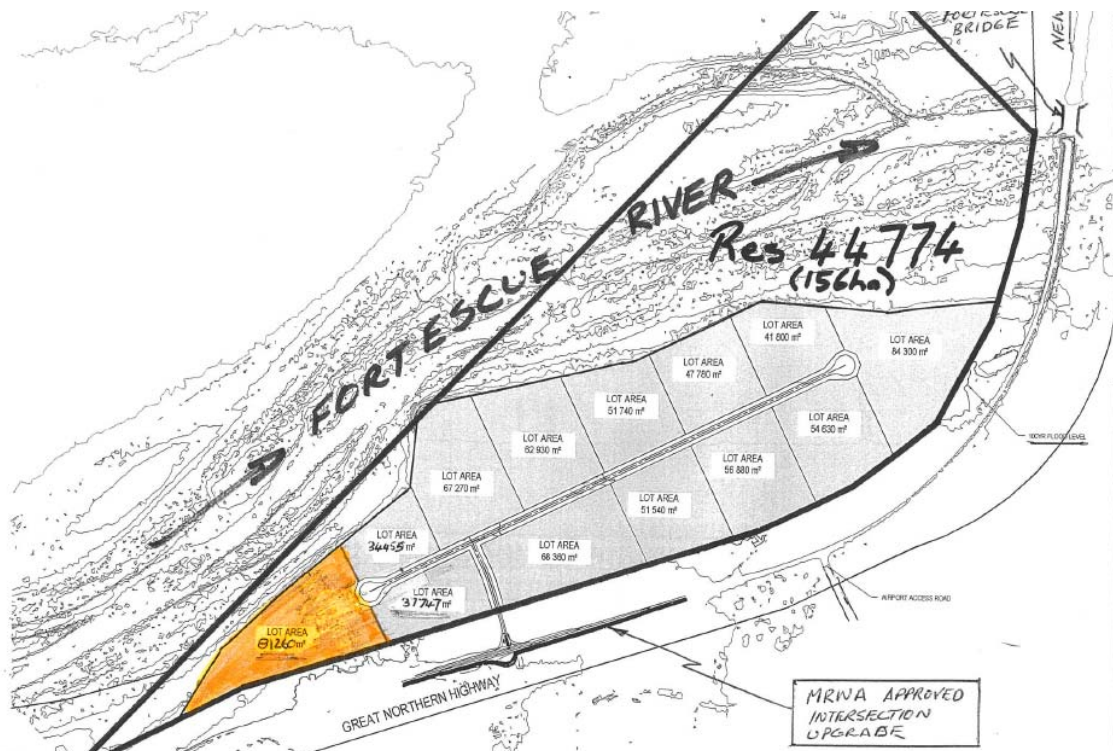 FORTESCUE
BRIDGE
RIVER
FORTESCUE
Res 44774
(156ha)
LOT AREA
41 800 m²
LOT AREA
84 300 m²
LOT AREA
47 780 m²
LOT AREA
51 740 m²
LOT AREA
54 630 m²
LOT AREA
62 930 m²
LOT AREA
56 880 m²
LOT AREA
67 270 m²
LOT AREA
51 540 m²
LOT AREA
34455 m²
LOT AREA
68 360 m²
LOT AREA
37747 m²
LOT AREA
81260 m²
100YR FLOOD LEVEL
AIRPORT ACCESS ROAD
GREAT NORTHERN HIGHWAY
MRWA APPROVED
INTERSECTION
UPGRADE